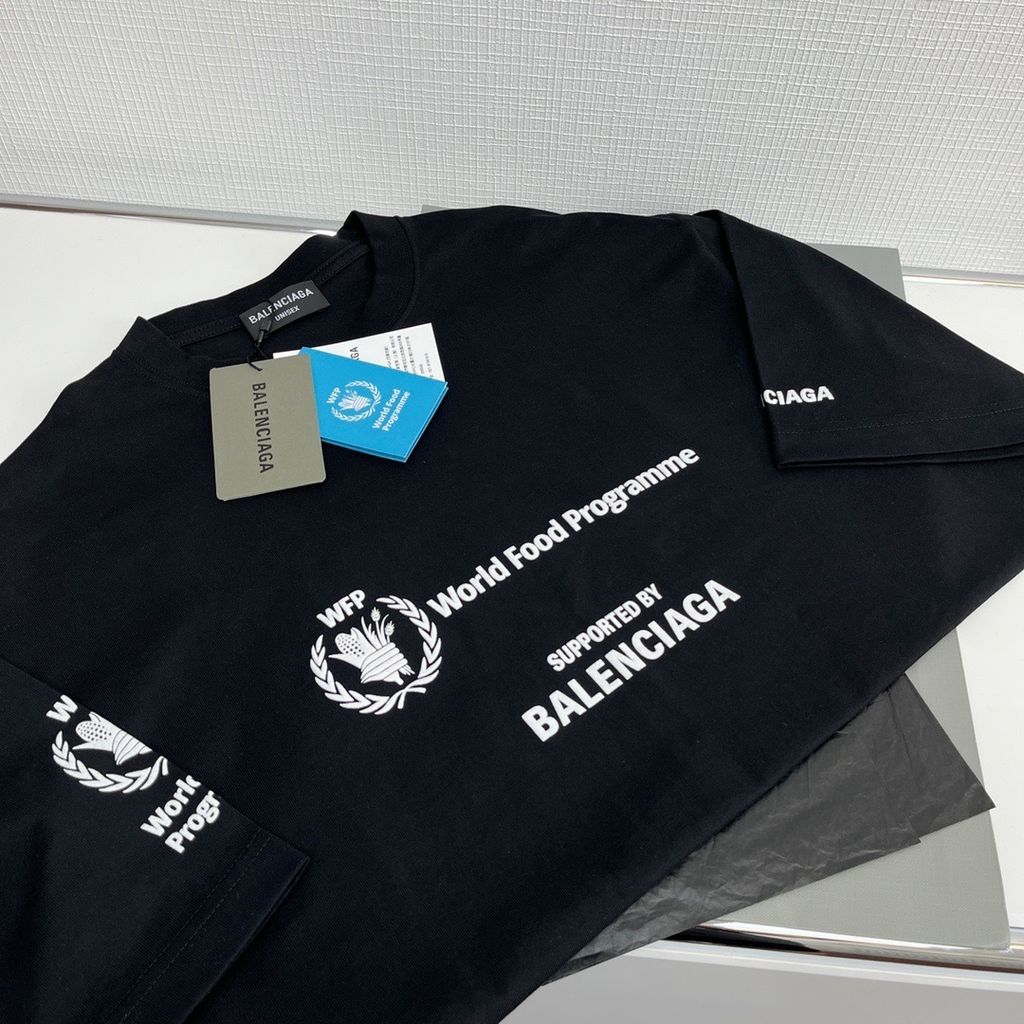 BALENCIAGA
UNISEX
BALENCIAGA
WFP
World Food
Programme
WFP
World Food Programme
SUPPORTED BY
BALENCIAGA
CIAGA
World
Progr